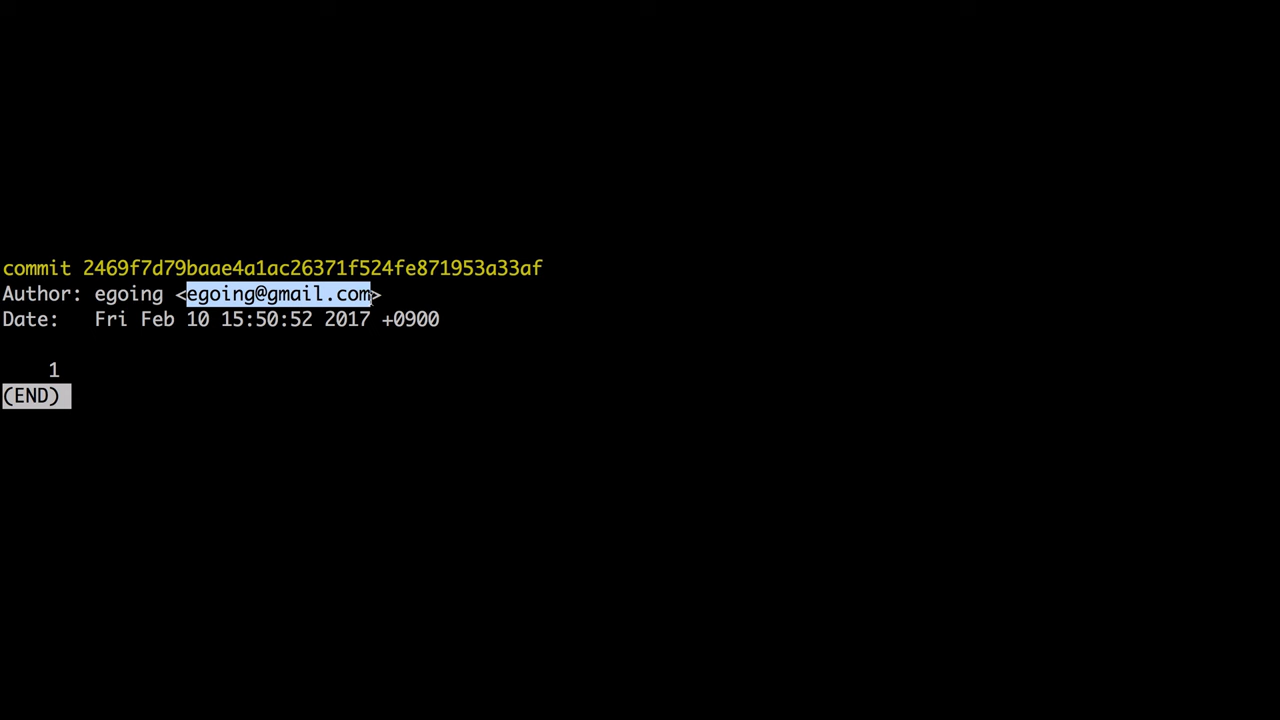 commit 2469f7d79baae4a1ac26371f524fe871953a33af
Author: egoing <egoing@gmail.com>
Date:   Fri Feb 10 15:50:52 2017 +0900
1
(END)